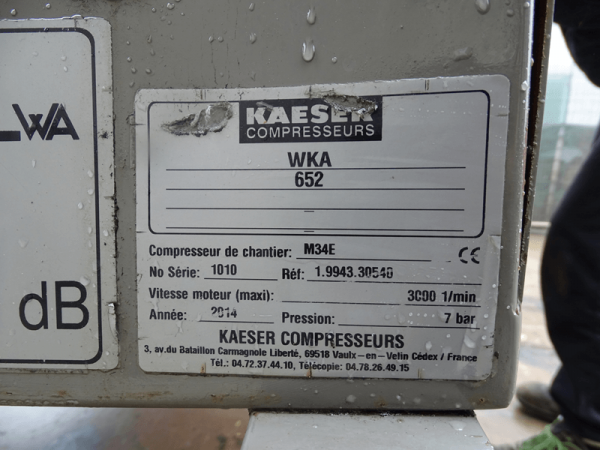 LWA
dB
KAESER
COMPRESSEURS
WKA
652
Compresseur de chantier: M34E CE
No Série: 1010 Réf: 1.9943.30540
Vitesse moteur (maxi): 3000 1/min
Année: 2014 Pression: 7 bar
KAESER COMPRESSEURS
3, av.du Bataillon Carmagnole Liberté, 69518 Vaulx-en-Velin Cédex / France
Tél.: 04.72.37.44.10, Télécopie: 04.78.26.49.15